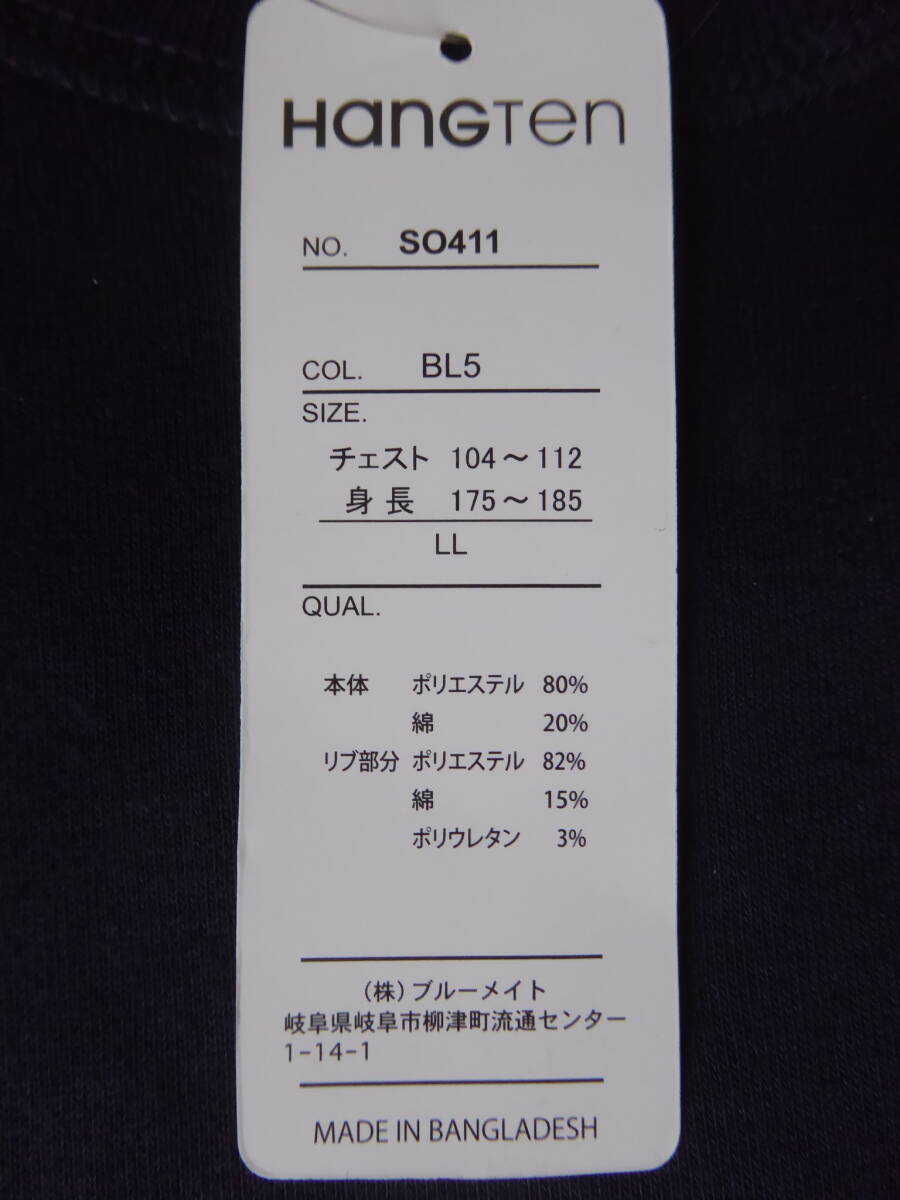 HANGTEN
NO. SO411
COL. BL5
SIZE.
チェスト 104～112
身長 175～185
LL
QUAL.
本体 ポリエステル 80%
綿 20%
リブ部分 ポリエステル 82%
綿 15%
ポリウレタン 3%
(株)ブルーメイト
岐阜県岐阜市柳津町流通センター
1-14-1
MADE IN BANGLADESH